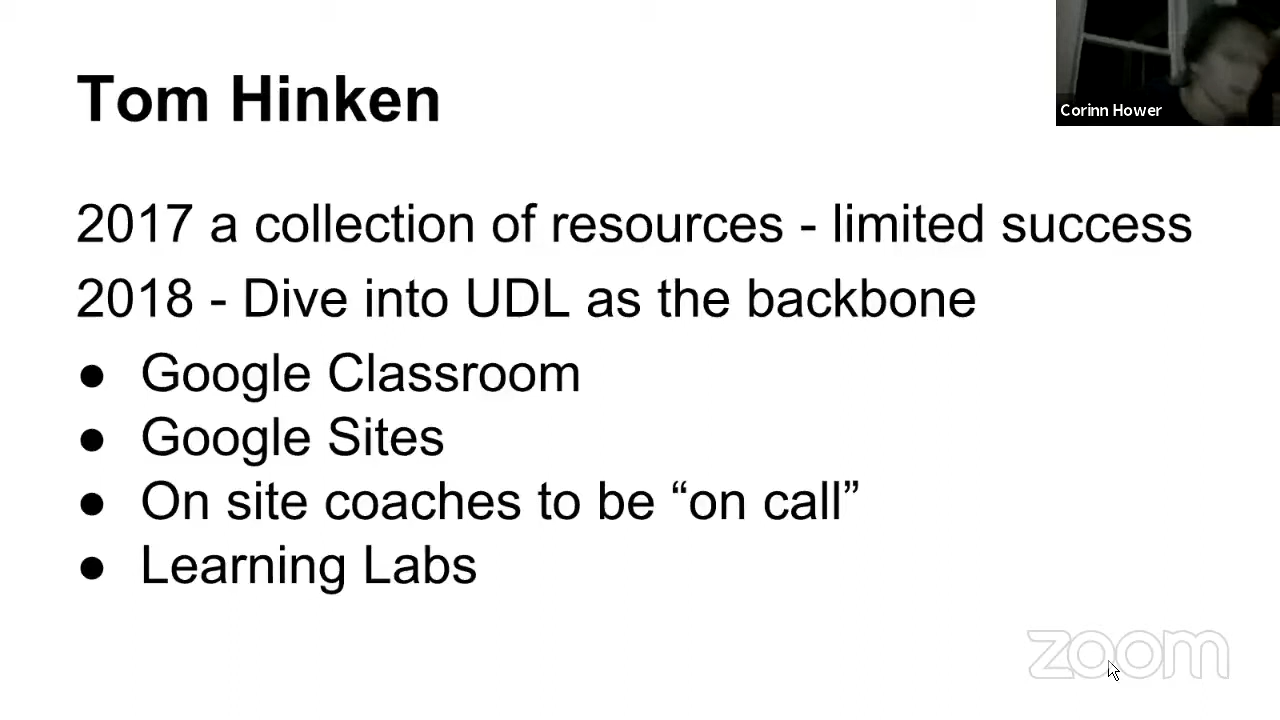 Tom Hinken
Corinn Hower
2017 a collection of resources - limited success
2018 - Dive into UDL as the backbone
● Google Classroom
● Google Sites
● On site coaches to be “on call”
● Learning Labs
zoom